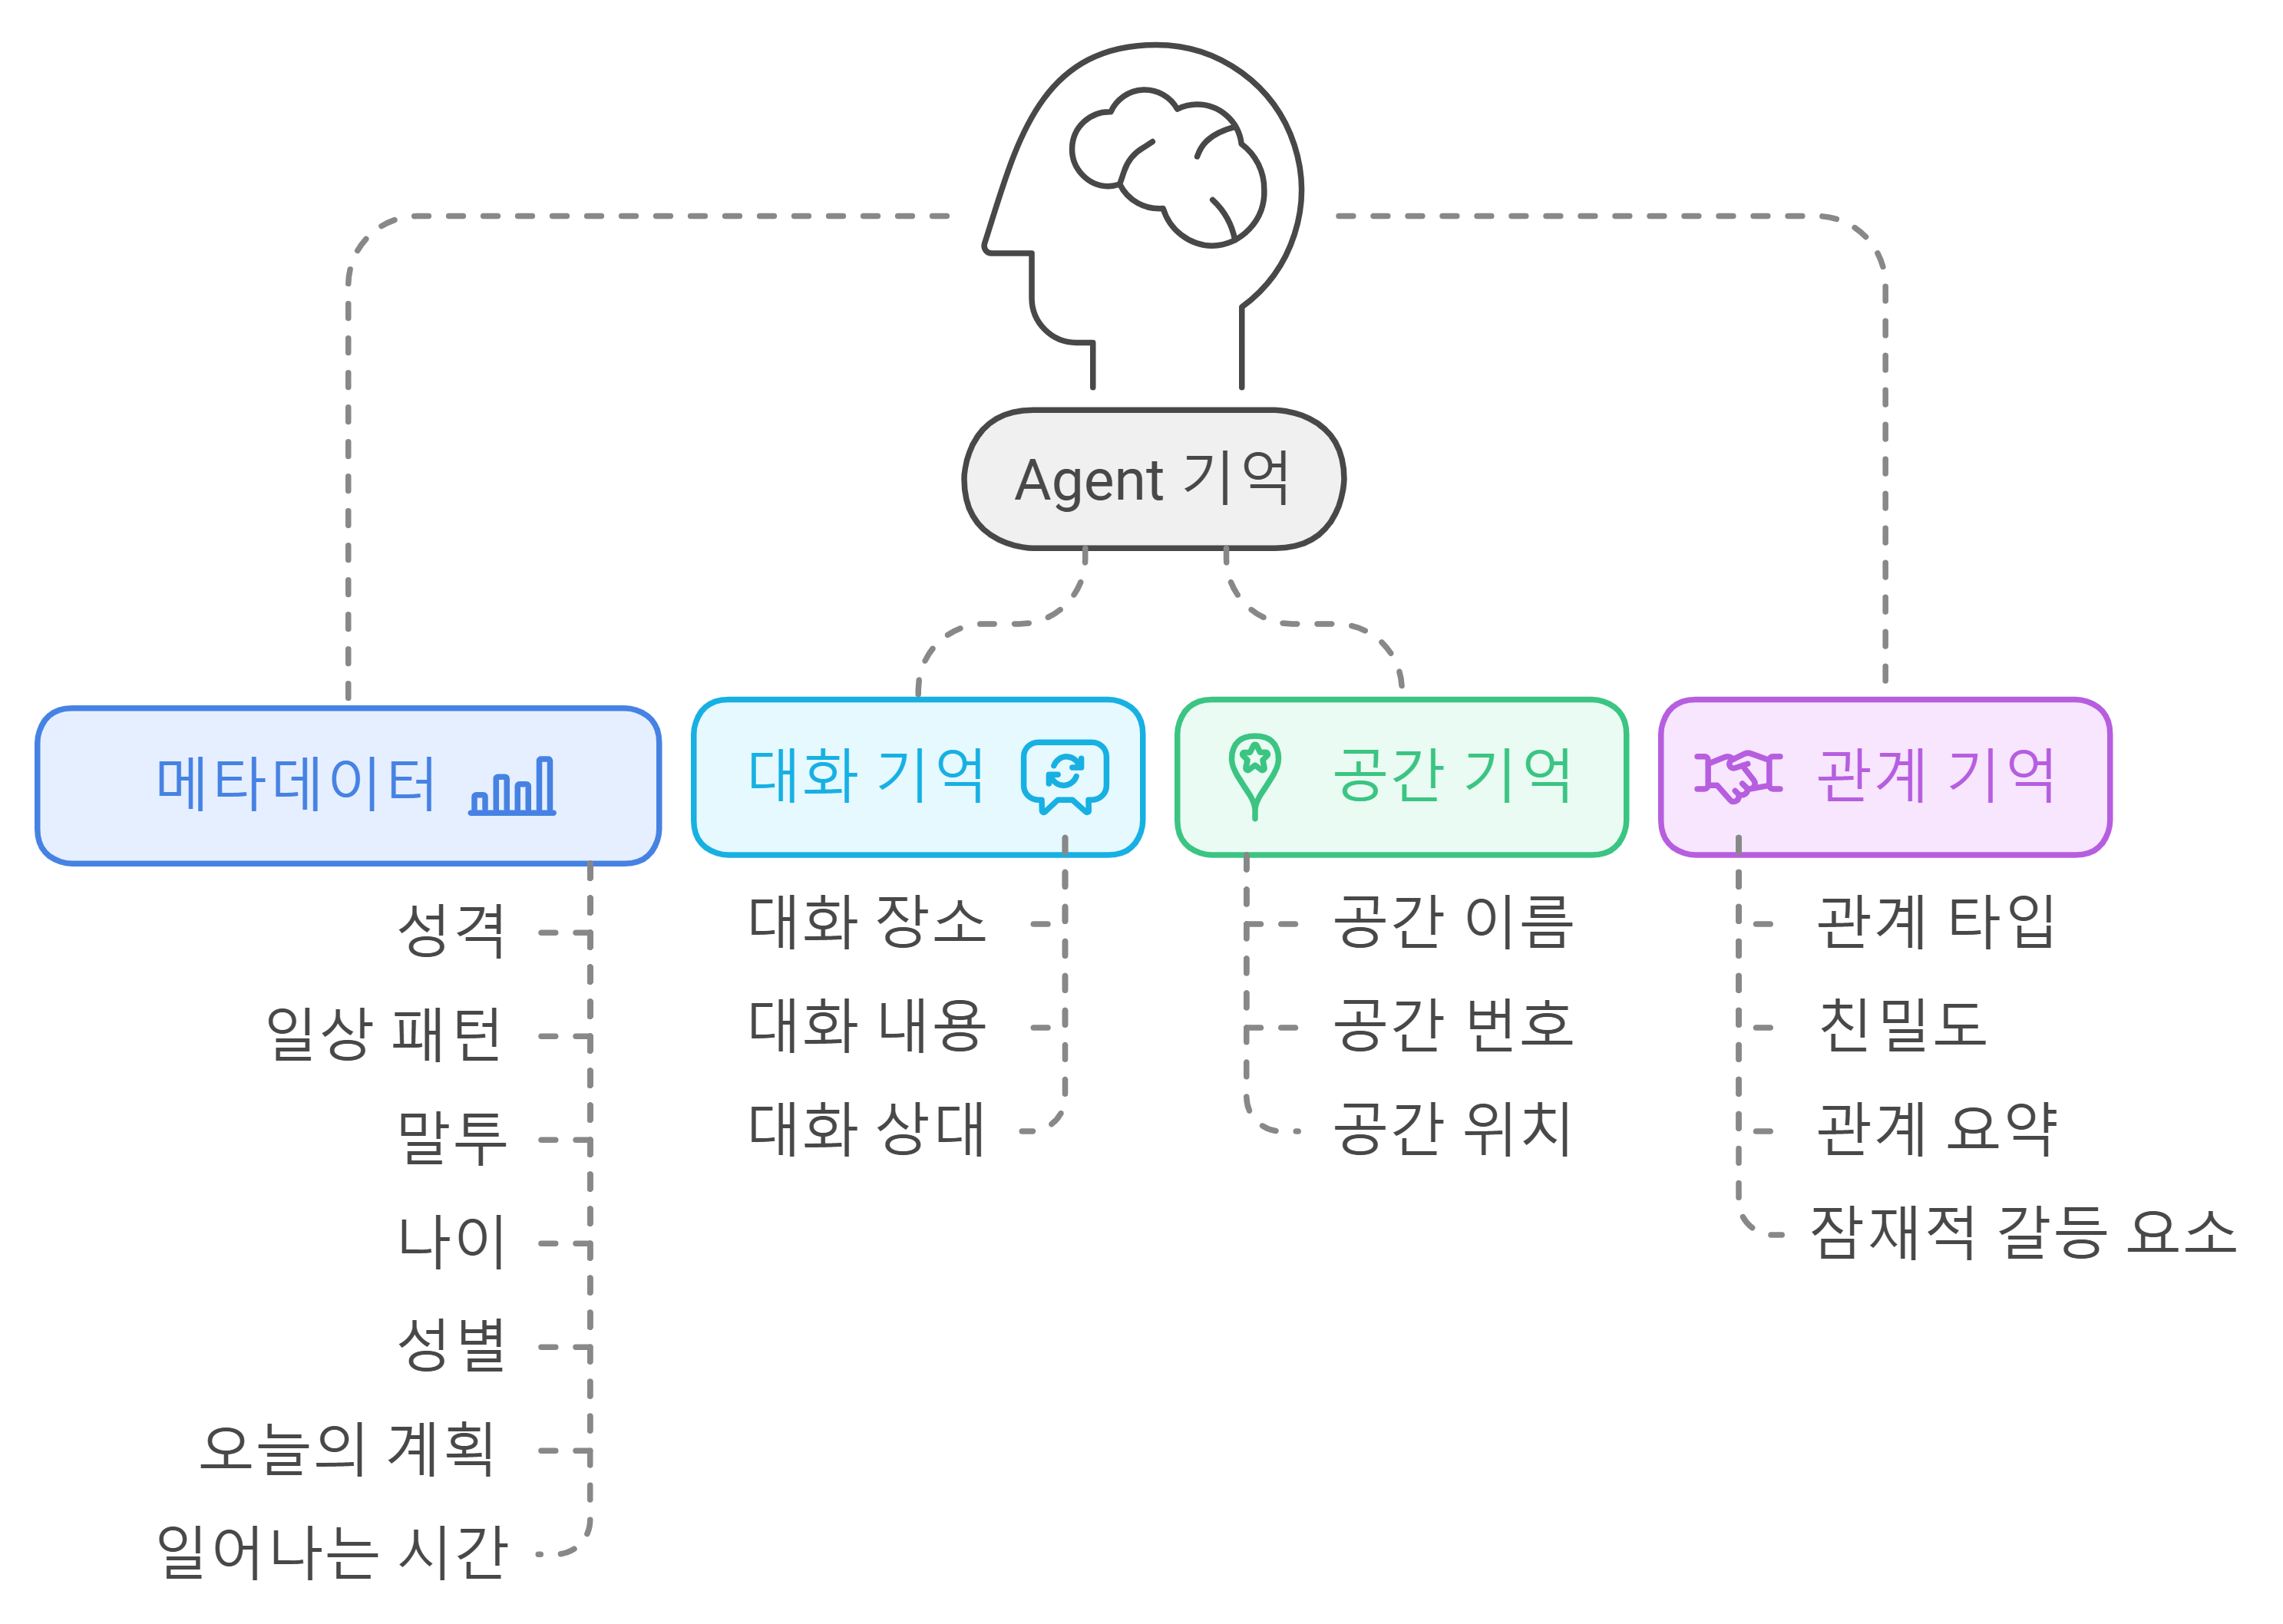 Agent 기억
메타데이터
성격
일상 패턴
말투
나이
성별
오늘의 계획
일어나는 시간
대화 기억
대화 장소
대화 내용
대화 상대
공간 기억
공간 이름
공간 번호
공간 위치
관계 기억
관계 타입
친밀도
관계 요약
잠재적 갈등 요소